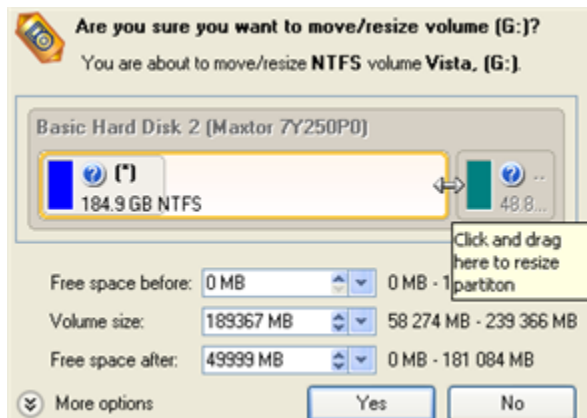 Are you sure you want to move/resize volume (G:)?
You are about to move/resize NTFS volume Vista, (G:).
Basic Hard Disk 2 (Maxtor 7Y250P0)
(*)
184.9 GB NTFS
..
48.8...
Click and drag
here to resize
partiton
Free space before: 0 MB 0 MB - 1
Volume size: 189367 MB 58 274 MB - 239 366 MB
Free space after: 49999 MB 0 MB - 181 084 MB
More options Yes No